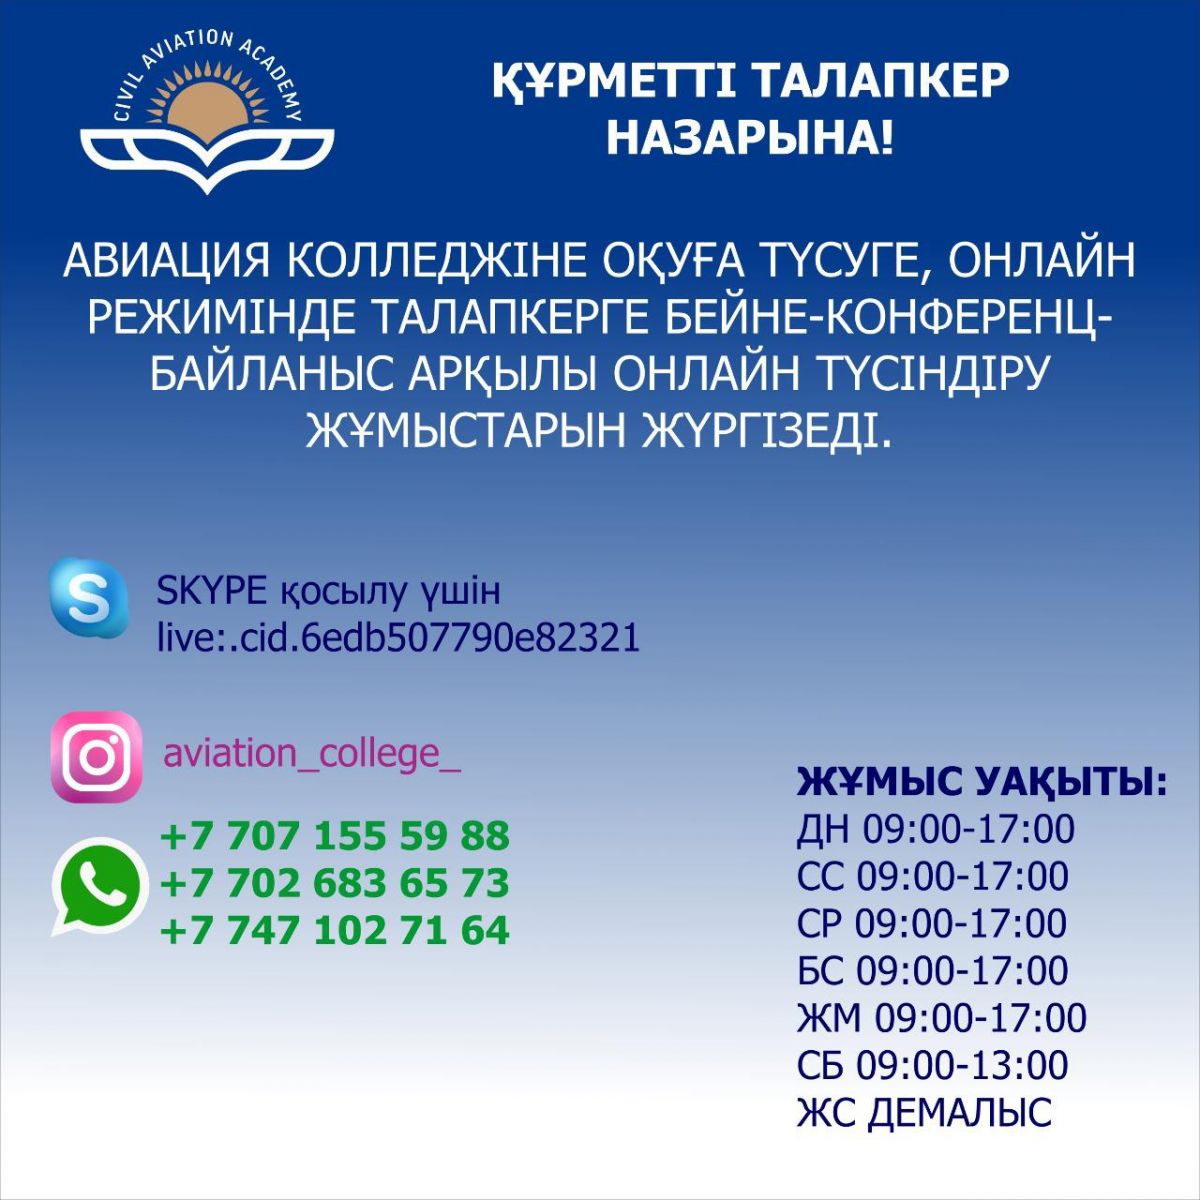 CIVIL AVIATION ACADEMY
ҚҰРМЕТТІ ТАЛАПКЕР
НАЗАРЫНА!
АВИАЦИЯ КОЛЛЕДЖІНЕ ОҚУҒА ТҮСУГЕ, ОНЛАЙН
РЕЖИМІНДЕ ТАЛАПКЕРГЕ БЕЙНЕ-КОНФЕРЕНЦ-
БАЙЛАНЫС АРҚЫЛЫ ОНЛАЙН ТҮСІНДІРУ
ЖҰМЫСТАРЫН ЖҮРГІЗЕДІ.
SKYPE қосылу үшін
live:.cid.6edb507790e82321
aviation_college_
+7 707 155 59 88
+7 702 683 65 73
+7 747 102 71 64
ЖҰМЫС УАҚЫТЫ:
ДН 09:00-17:00
СС 09:00-17:00
СР 09:00-17:00
БС 09:00-17:00
ЖМ 09:00-17:00
СБ 09:00-13:00
ЖС ДЕМАЛЫС